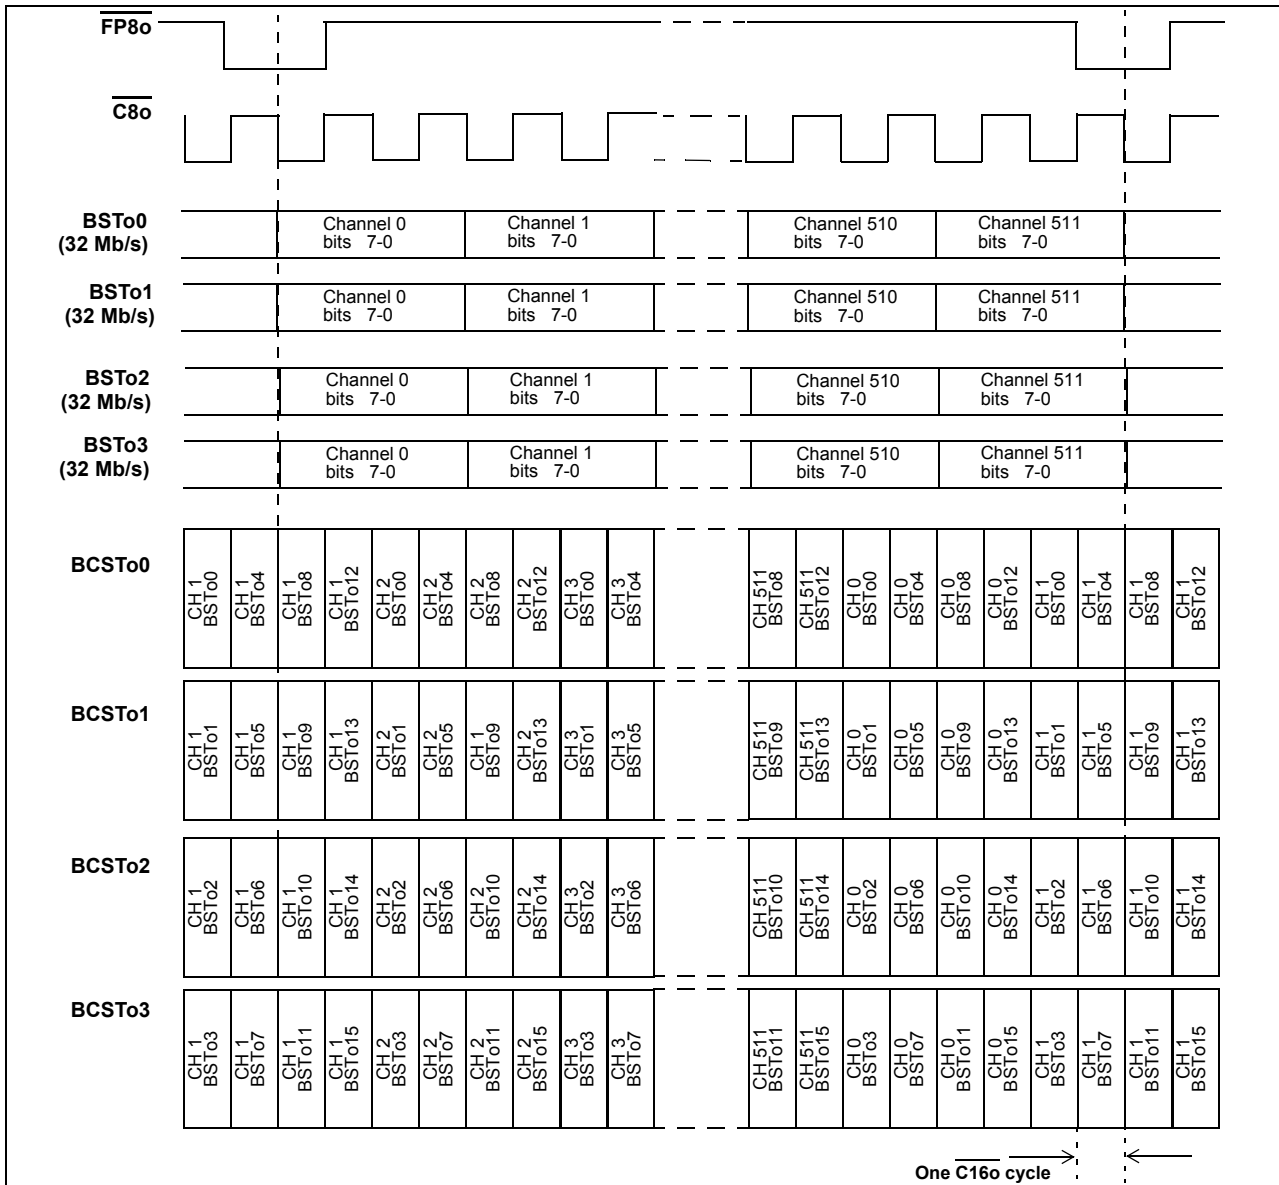 FP8o
C8o
BSTo0
(32 Mb/s)
Channel 0
bits 7-0
Channel 1
bits 7-0
Channel 510
bits 7-0
Channel 511
bits 7-0
BSTo1
(32 Mb/s)
Channel 0
bits 7-0
Channel 1
bits 7-0
Channel 510
bits 7-0
Channel 511
bits 7-0
BSTo2
(32 Mb/s)
Channel 0
bits 7-0
Channel 1
bits 7-0
Channel 510
bits 7-0
Channel 511
bits 7-0
BSTo3
(32 Mb/s)
Channel 0
bits 7-0
Channel 1
bits 7-0
Channel 510
bits 7-0
Channel 511
bits 7-0
BCSTo0
CH 1
BSTo0
CH 1
BSTo4
CH 1
BSTo8
CH 1
BSTo12
CH 2
BSTo0
CH 2
BSTo4
CH 2
BSTo8
CH 2
BSTo12
CH 3
BSTo0
CH 3
BSTo4
CH 511
BSTo8
CH 511
BSTo12
CH 0
BSTo0
CH 0
BSTo4
CH 0
BSTo8
CH 0
BSTo12
CH 1
BSTo0
CH 1
BSTo4
CH 1
BSTo8
CH 1
BSTo12
BCSTo1
CH 1
BSTo1
CH 1
BSTo5
CH 1
BSTo9
CH 1
BSTo13
CH 2
BSTo1
CH 2
BSTo5
CH 1
BSTo9
CH 2
BSTo13
CH 3
BSTo1
CH 3
BSTo5
CH 511
BSTo9
CH 511
BSTo13
CH 0
BSTo1
CH 0
BSTo5
CH 0
BSTo9
CH 0
BSTo13
CH 1
BSTo1
CH 1
BSTo5
CH 1
BSTo9
CH 1
BSTo13
BCSTo2
CH 1
BSTo2
CH 1
BSTo6
CH 1
BSTo10
CH 1
BSTo14
CH 2
BSTo2
CH 2
BSTo6
CH 2
BSTo10
CH 2
BSTo14
CH 3
BSTo2
CH 3
BSTo6
CH 511
BSTo10
CH 511
BSTo14
CH 0
BSTo2
CH 0
BSTo6
CH 0
BSTo10
CH 0
BSTo14
CH 1
BSTo2
CH 1
BSTo6
CH 1
BSTo10
CH 1
BSTo14
BCSTo3
CH 1
BSTo3
CH 1
BSTo7
CH 1
BSTo11
CH 1
BSTo15
CH 2
BSTo3
CH 2
BSTo7
CH 2
BSTo11
CH 2
BSTo15
CH 3
BSTo3
CH 3
BSTo7
CH 511
BSTo11
CH 511
BSTo15
CH 0
BSTo3
CH 0
BSTo7
CH 0
BSTo11
CH 0
BSTo15
CH 1
BSTo3
CH 1
BSTo7
CH 1
BSTo11
CH 1
BSTo15
One C16o cycle